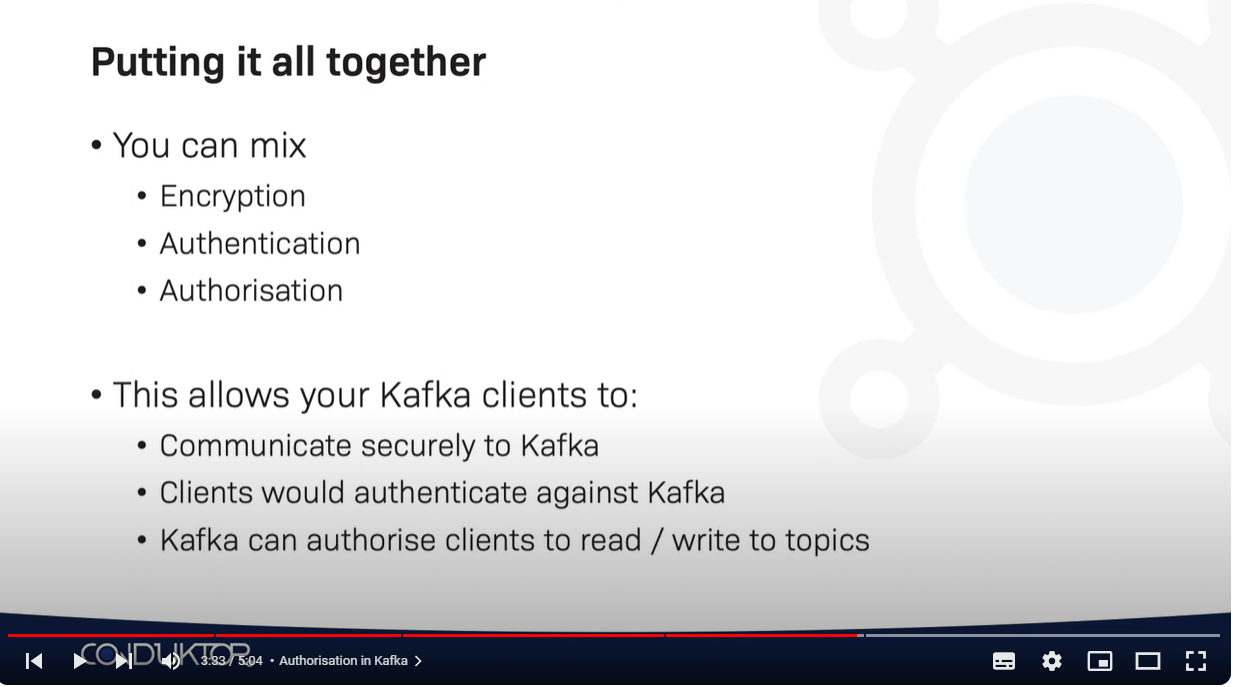 Putting it all together
• You can mix
• Encryption
• Authentication
• Authorisation
• This allows your Kafka clients to:
• Communicate securely to Kafka
• Clients would authenticate against Kafka
• Kafka can authorise clients to read / write to topics
CONDUKTOR
3:33 / 5:04 • Authorisation in Kafka